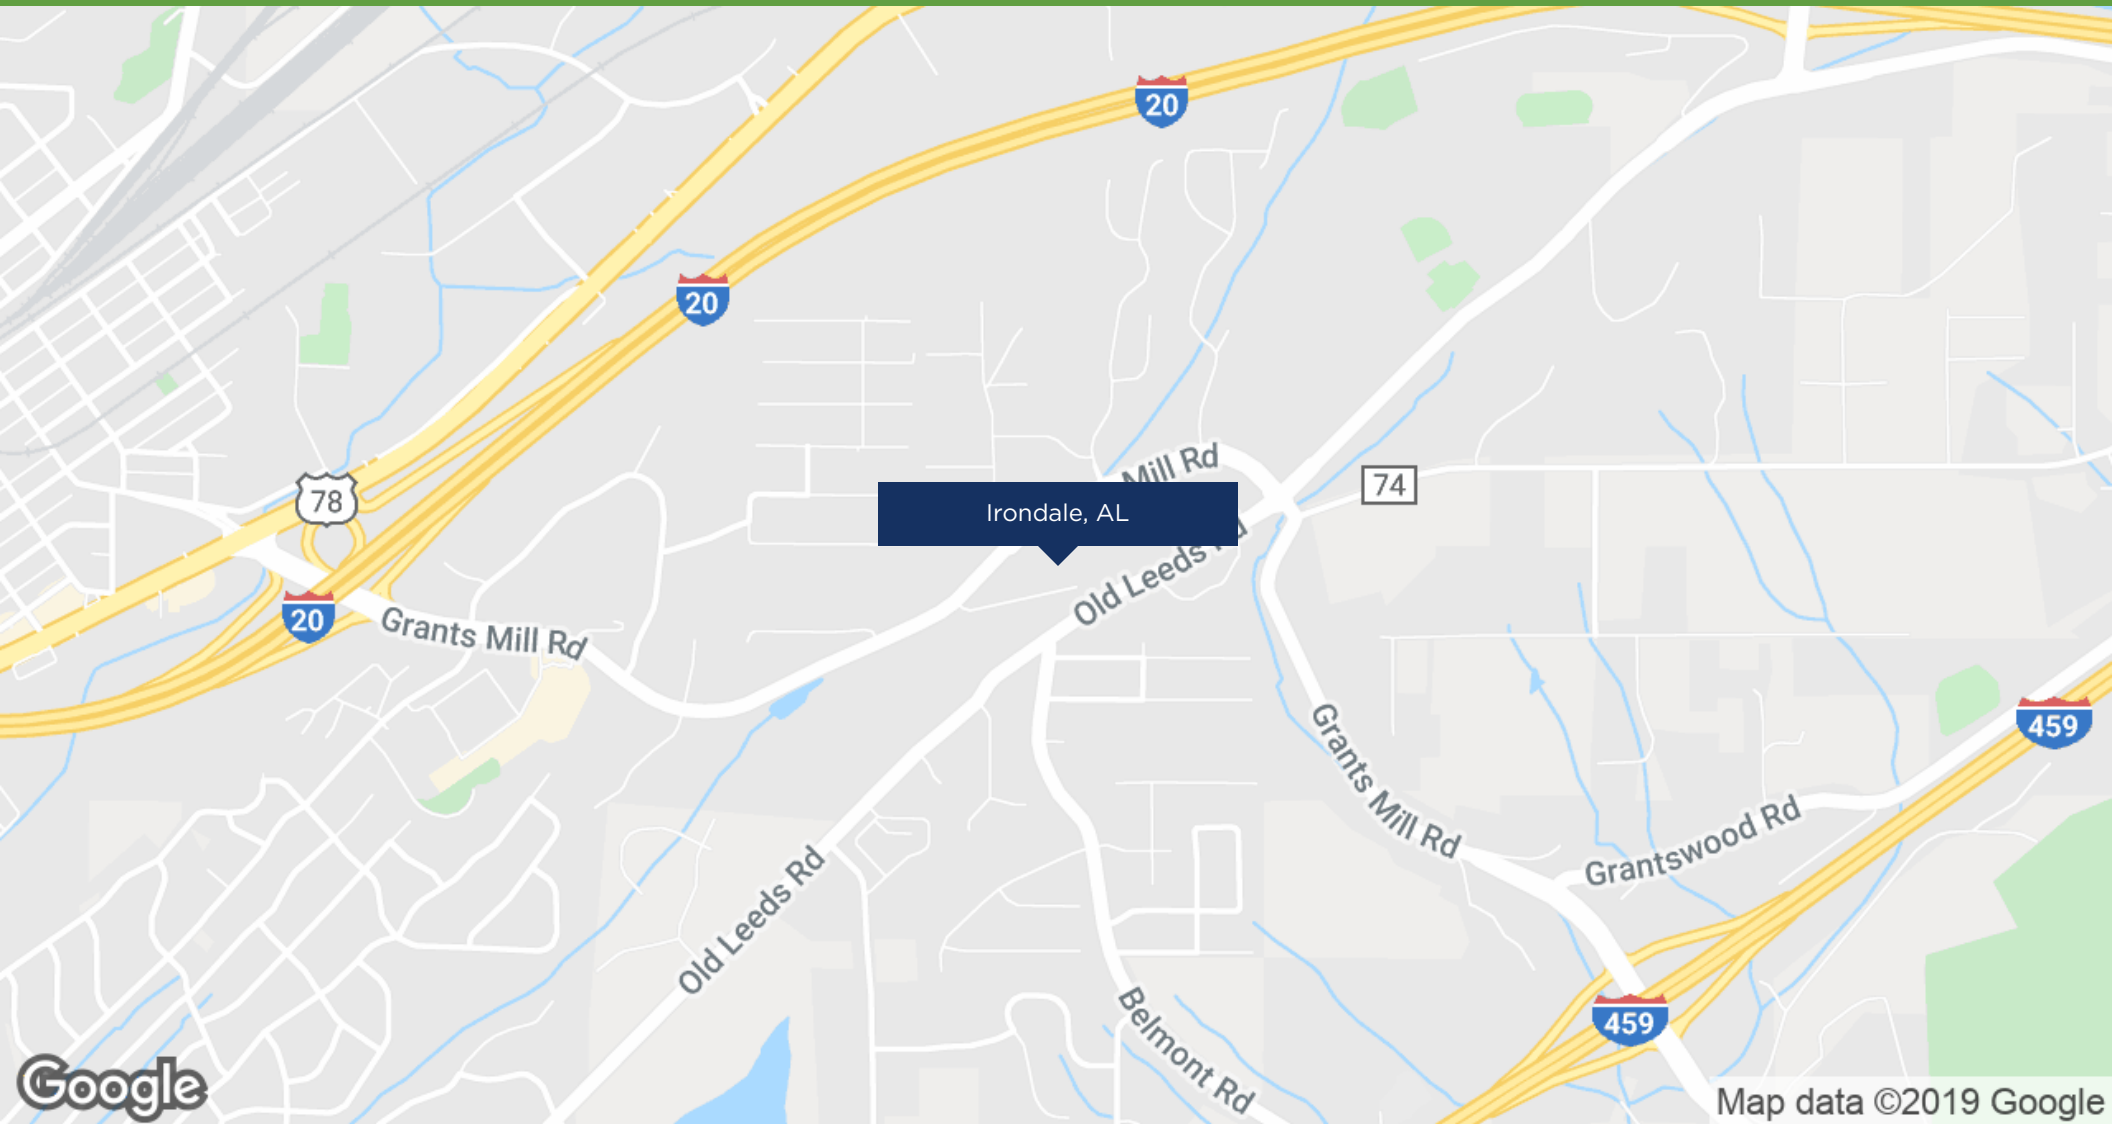 20
20
Mill Rd
74
78
Irondale, AL
Old Leeds Rd
20
Grants Mill Rd
459
Grants Mill Rd
Grantswood Rd
Old Leeds Rd
459
Belmont Rd
Google
Map data ©2019 Google